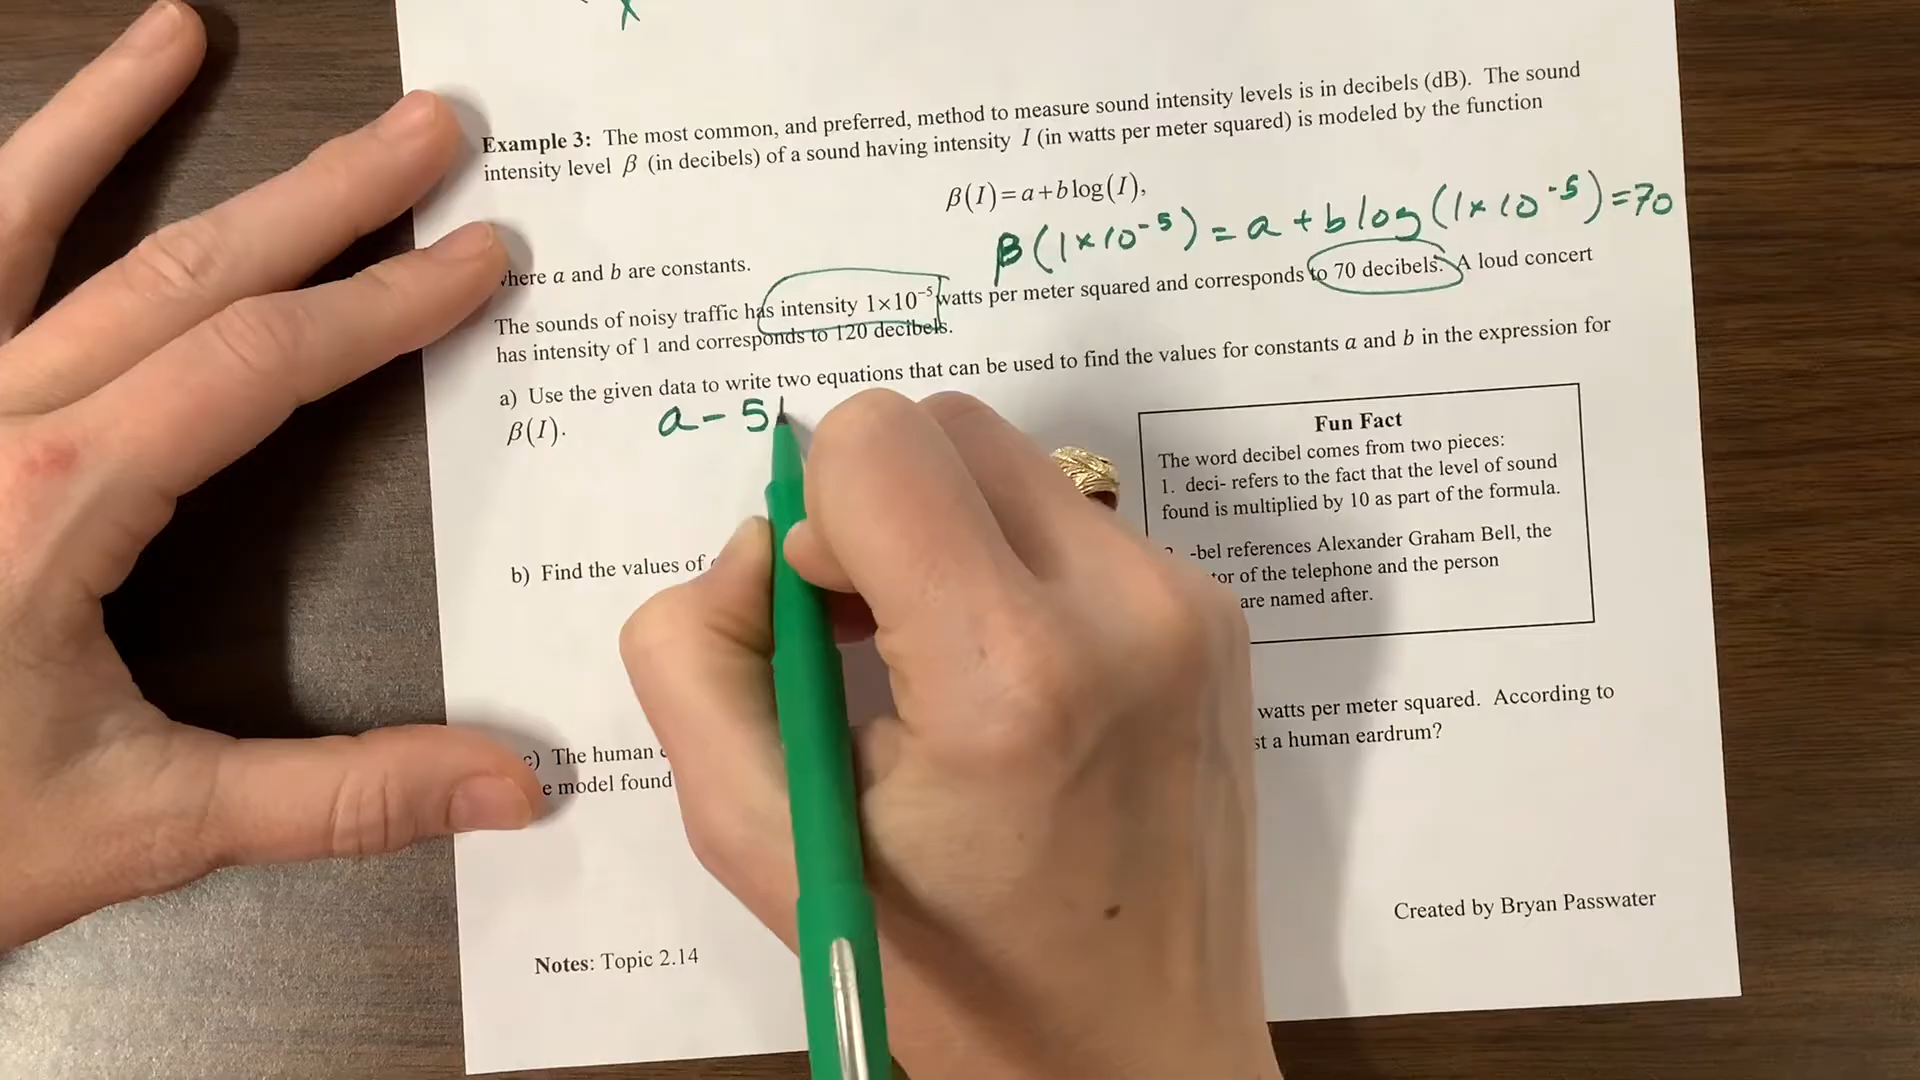 Example 3: The most common, and preferred, method to measure sound intensity levels is in decibels (dB). The sound
intensity level β (in decibels) of a sound having intensity I (in watts per meter squared) is modeled by the function
β(I)=a+blog(I),
β(1×10⁻⁵)=a+blog(1×10⁻⁵)=70
where a and b are constants.
The sounds of noisy traffic has intensity 1×10⁻⁵ watts per meter squared and corresponds to 70 decibels. A loud concert
has intensity of 1 and corresponds to 120 decibels.
a) Use the given data to write two equations that can be used to find the values for constants a and b in the expression for
β(I).
a-5
Fun Fact
The word decibel comes from two pieces:
1. deci- refers to the fact that the level of sound
found is multiplied by 10 as part of the formula.
-bel references Alexander Graham Bell, the
tor of the telephone and the person
are named after.
b) Find the values of
watts per meter squared. According to
c) The human
st a human eardrum?
e model found
Created by Bryan Passwater
Notes: Topic 2.14